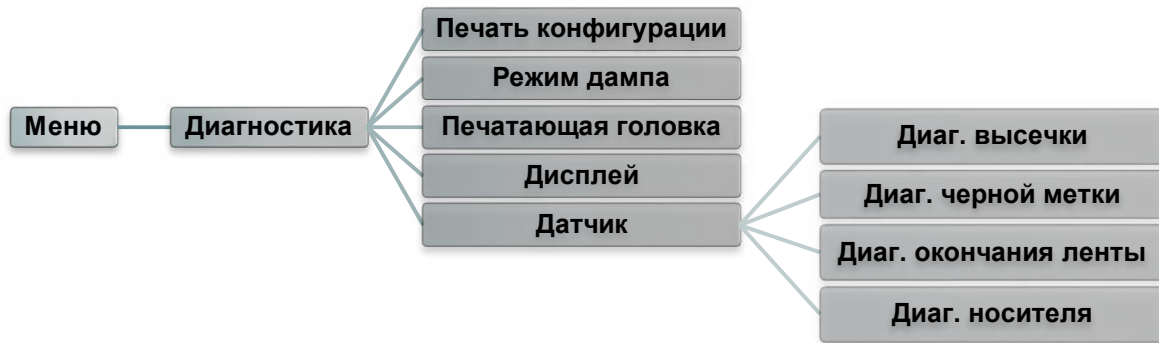 Меню
Диагностика
Печать конфигурации
Режим дампа
Печатающая головка
Дисплей
Датчик
Диаг. высечки
Диаг. черной метки
Диаг. окончания ленты
Диаг. носителя